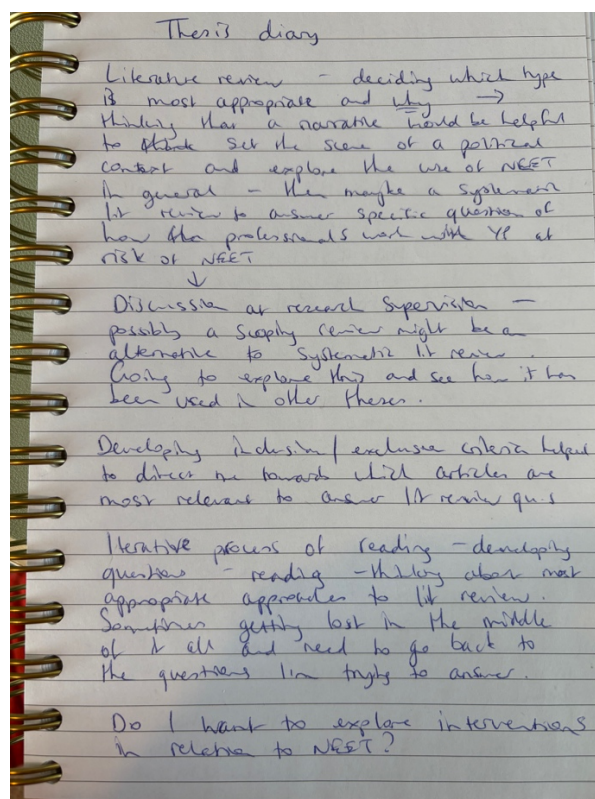 Thesis diary
Literature review - deciding which type
is most appropriate and why →
thinking that a narrative would be helpful
to set the scene of a political
context and explore the use of NEET
in general - then maybe a systematic
lit review to answer specific question of
how professionals work with YP at
risk of NEET
↓
Discussion at research supervision -
possibly a scoping review might be an
alternative to systematic lit review.
Going to explore this and see how it has
been used in other theses.
Developing inclusion/exclusion criteria helped
to direct me towards which articles are
most relevant to answer lit review qu.s
Iterative process of reading - developing
questions - reading - thinking about most
appropriate approaches to lit review.
Sometimes getting lost in the middle
of it all and need to go back to
the questions I'm trying to answer.
Do I want to explore interventions
in relation to NEET?